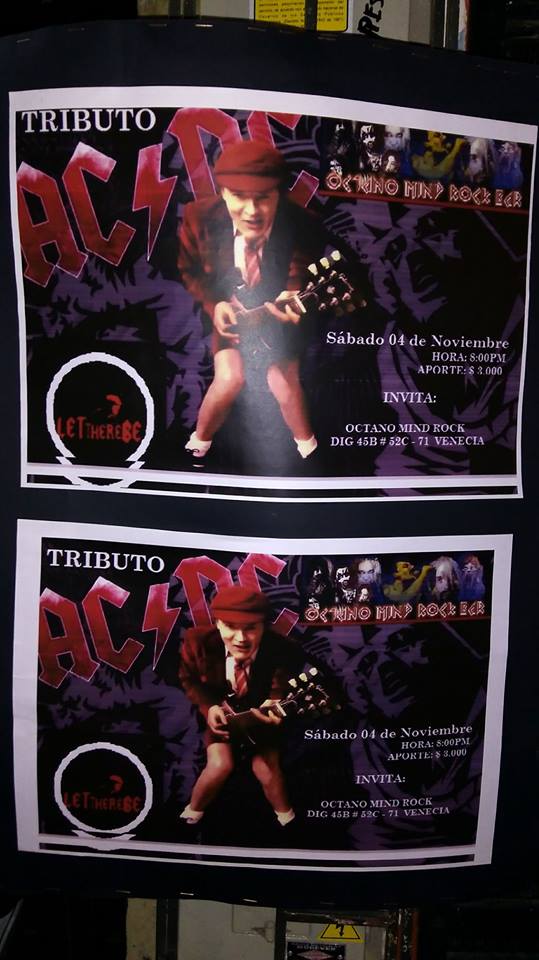 TRIBUTO
AC DC
OCTANO MIND ROCK BAR
Sábado 04 de Noviembre
HORA: 8:00PM
APORTE: $ 3.000
INVITA:
OCTANO MIND ROCK
DIG 45B # 52C - 71 VENECIA
LET THERE BE
TRIBUTO
AC DC
OCTANO MIND ROCK BAR
Sábado 04 de Noviembre
HORA: 8:00PM
APORTE: $ 3.000
INVITA:
OCTANO MIND ROCK
DIG 45B # 52C - 71 VENECIA
LET THERE BE